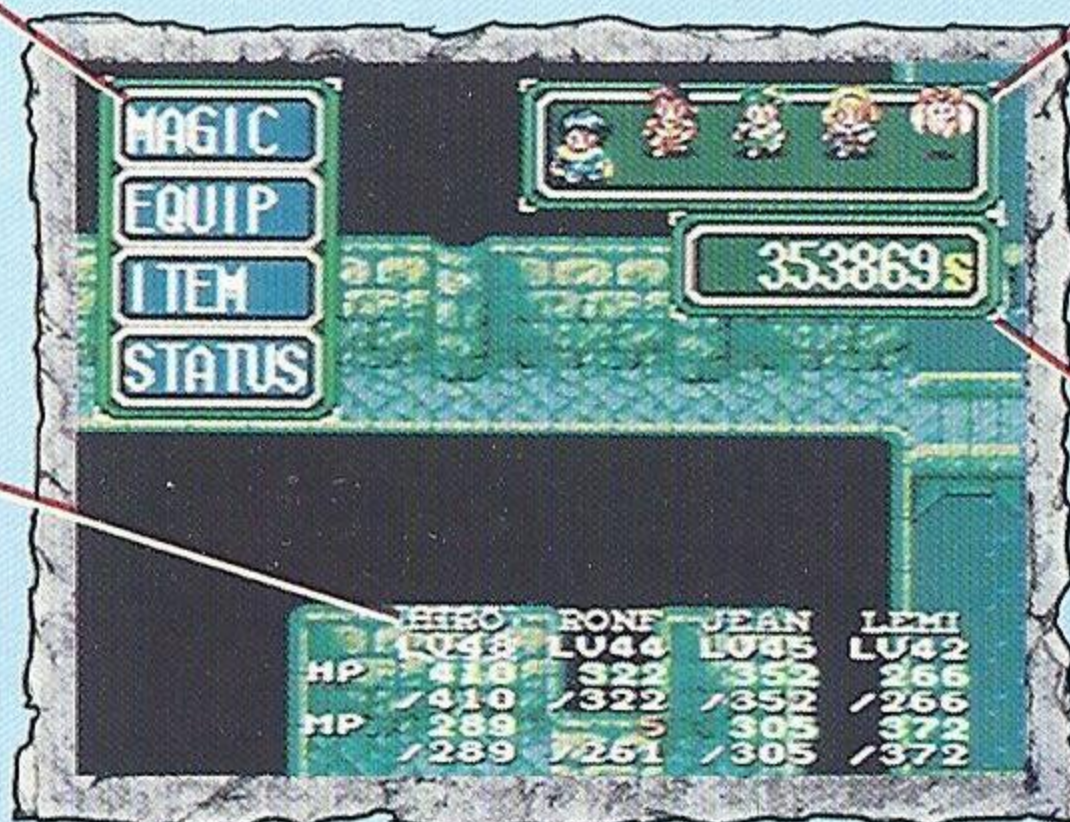 MAGIC
EQUIP
ITEM
STATUS
353869S
HIRO RONF JEAN LEMI
LV48 LV44 LV45 LV42
HP 410 322 352 266
/410 /322 /352 /266
MP 289 5 305 372
/289 /261 /305 /372